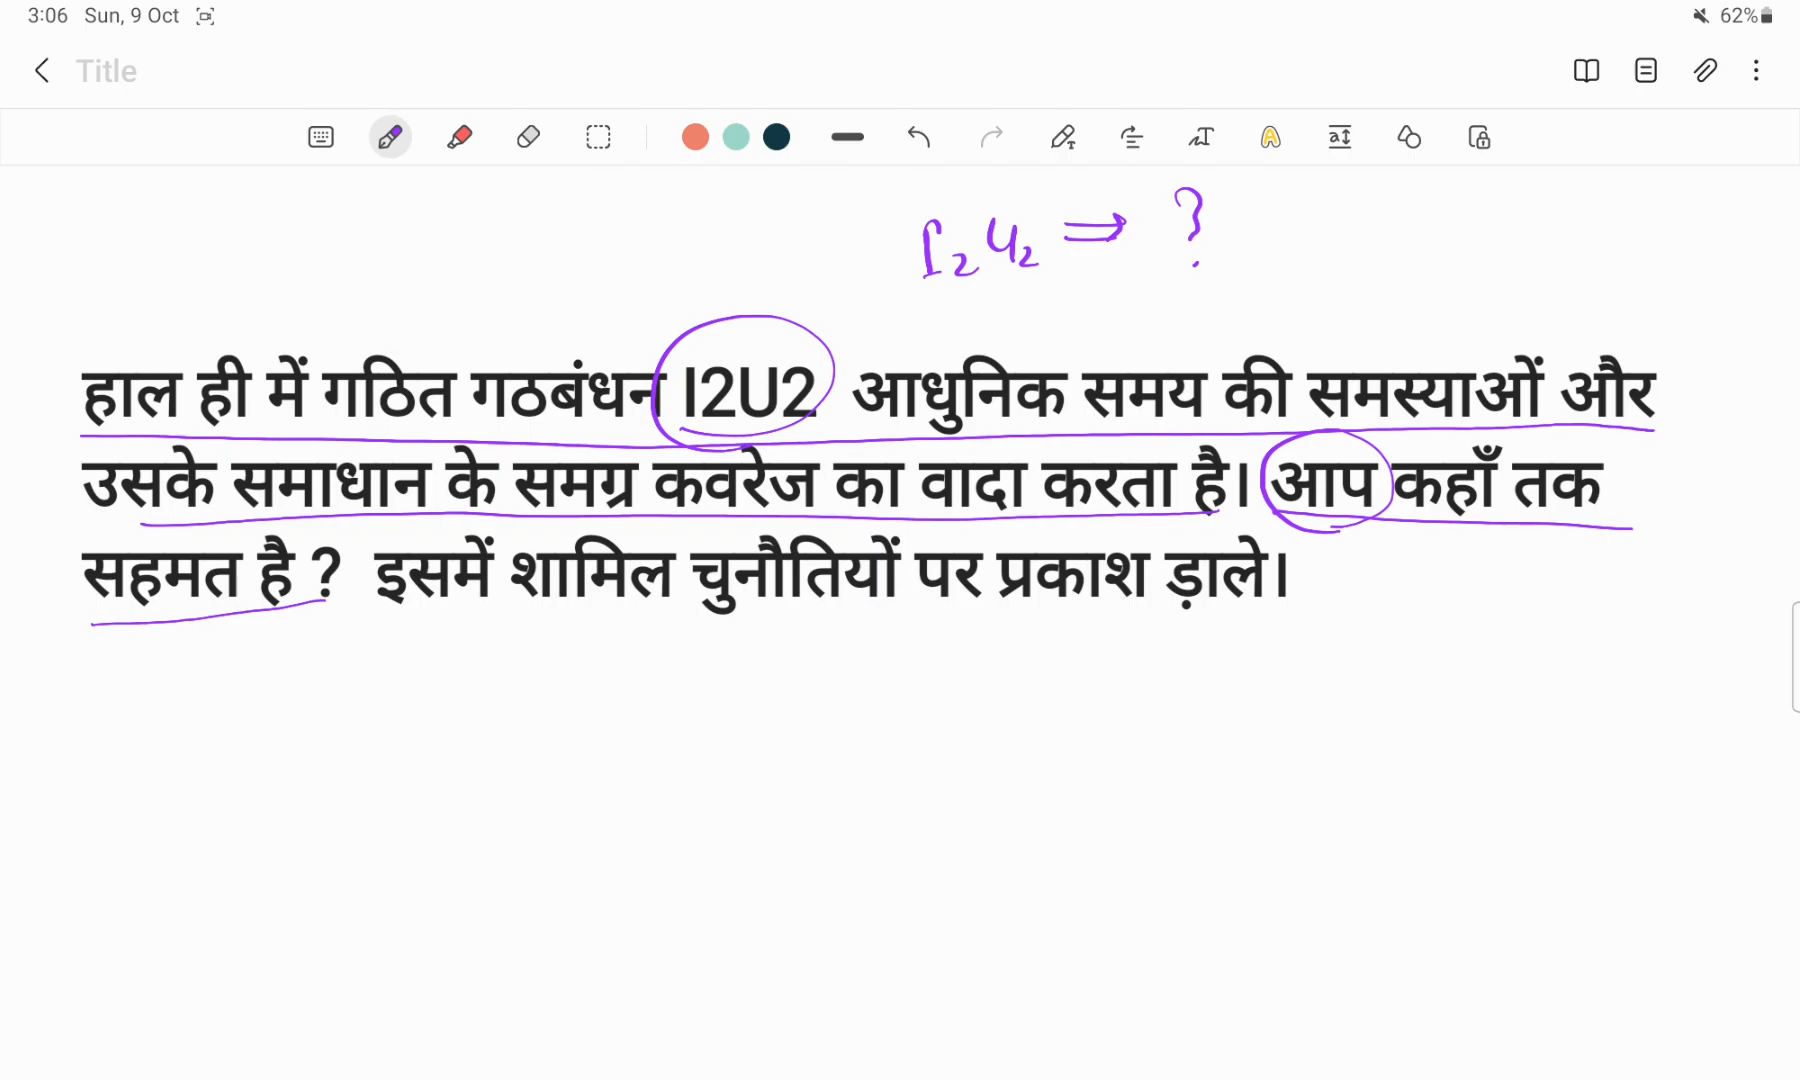 3:06 Sun, 9 Oct 62%
Title
I2U2 ⇒ ?
हाल ही में गठित गठबंधन I2U2 आधुनिक समय की समस्याओं और
उसके समाधान के समग्र कवरेज का वादा करता है। आप कहाँ तक
सहमत है ? इसमें शामिल चुनौतियों पर प्रकाश ड़ाले।